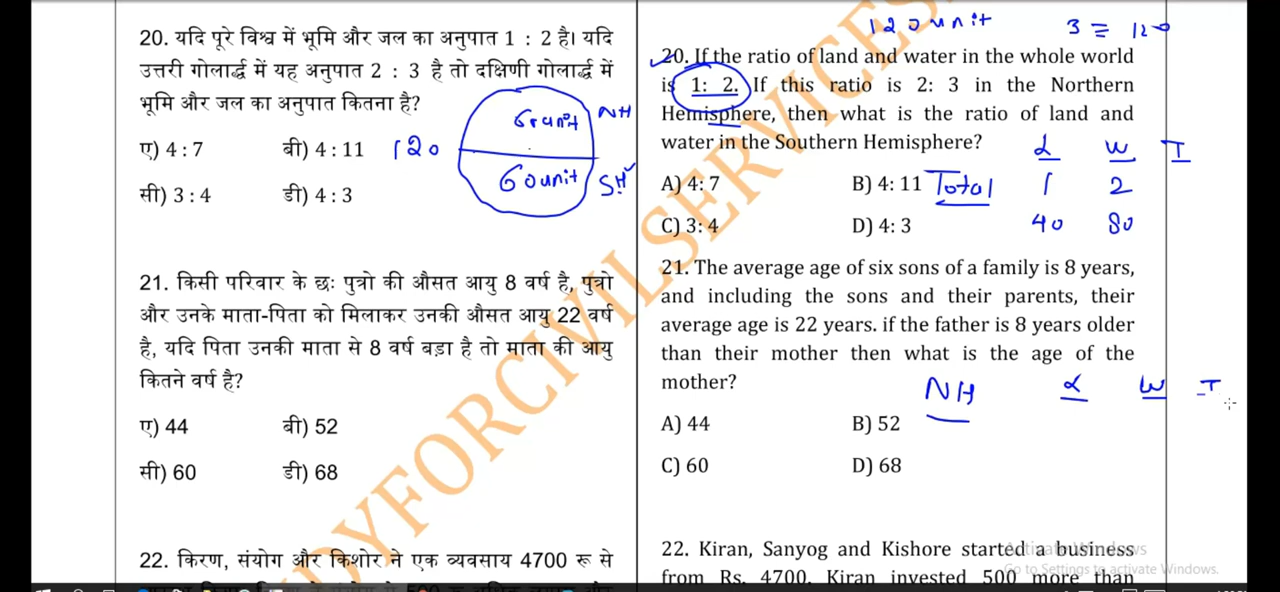 20. यदि पूरे विश्व में भूमि और जल का अनुपात 1 : 2 है। यदि
उत्तरी गोलार्द्ध में यह अनुपात 2 : 3 है तो दक्षिणी गोलार्द्ध में
भूमि और जल का अनुपात कितना है?
ए) 4 : 7 बी) 4 : 11
सी) 3 : 4 डी) 4 : 3
120
60 unit NH
60 unit SH
21. किसी परिवार के छः पुत्रो की औसत आयु 8 वर्ष है, पुत्रो
और उनके माता-पिता को मिलाकर उनकी औसत आयु 22 वर्ष
है, यदि पिता उनकी माता से 8 वर्ष बड़ा है तो माता की आयु
कितने वर्ष है?
ए) 44 बी) 52
सी) 60 डी) 68
22. किरण, संयोग और किशोर ने एक व्यवसाय 4700 रू से
120 unit 3 = 120
20. If the ratio of land and water in the whole world
is 1: 2. If this ratio is 2: 3 in the Northern
Hemisphere, then what is the ratio of land and
water in the Southern Hemisphere?
A) 4: 7 B) 4: 11
C) 3: 4 D) 4: 3
L W T
Total 1 2
40 80
21. The average age of six sons of a family is 8 years,
and including the sons and their parents, their
average age is 22 years. if the father is 8 years older
than their mother then what is the age of the
mother?
NH L W T
A) 44 B) 52
C) 60 D) 68
22. Kiran, Sanyog and Kishore started a business
from Rs. 4700. Kiran invested 500 more than
Activate Windows
Go to Settings to activate Windows.
UDYFORCIVILSERVICES